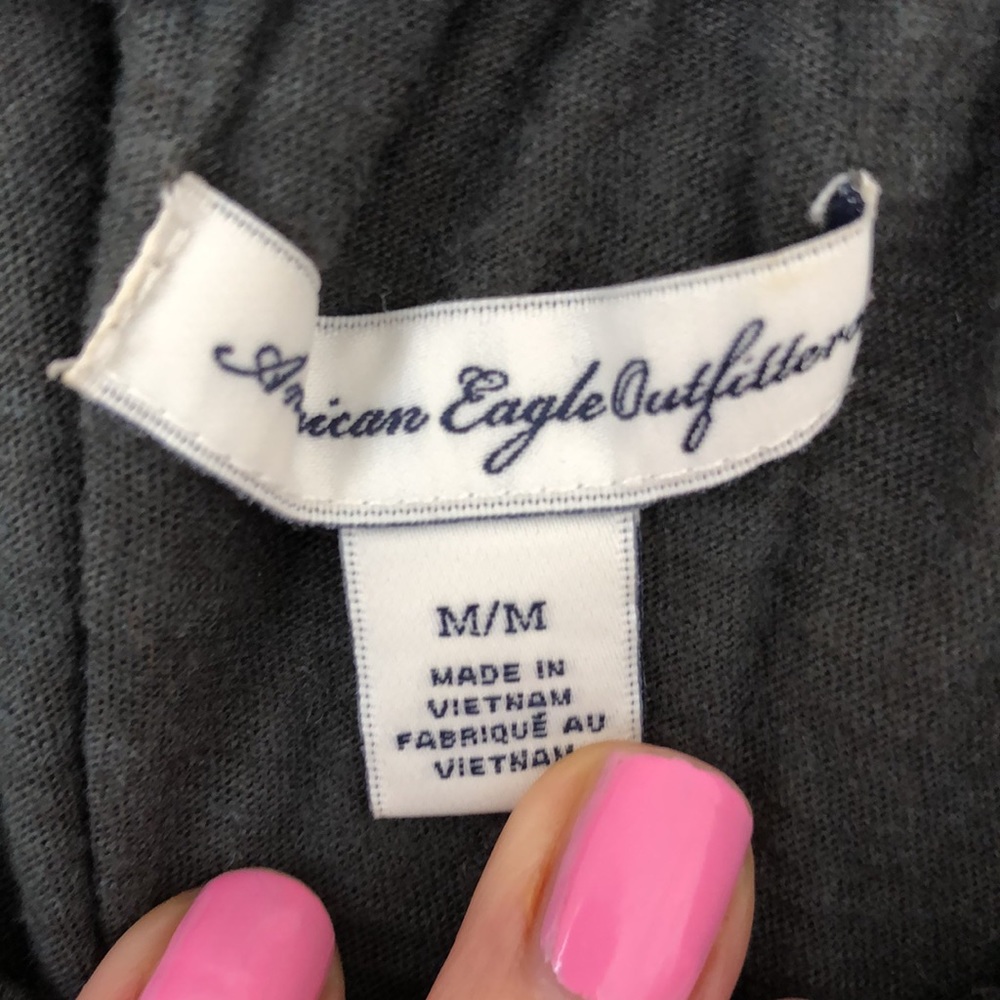 American Eagle Outfitters
M/M
MADE IN
VIETNAM
FABRIQUÉ AU
VIETNAM